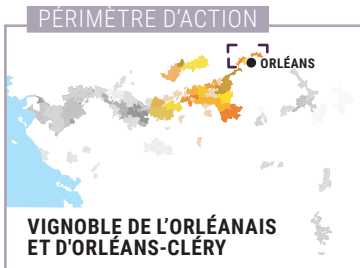 PÉRIMÈTRE D'ACTION
ORLÉANS
VIGNOBLE DE L'ORLÉANAIS
ET D'ORLÉANS-CLÉRY